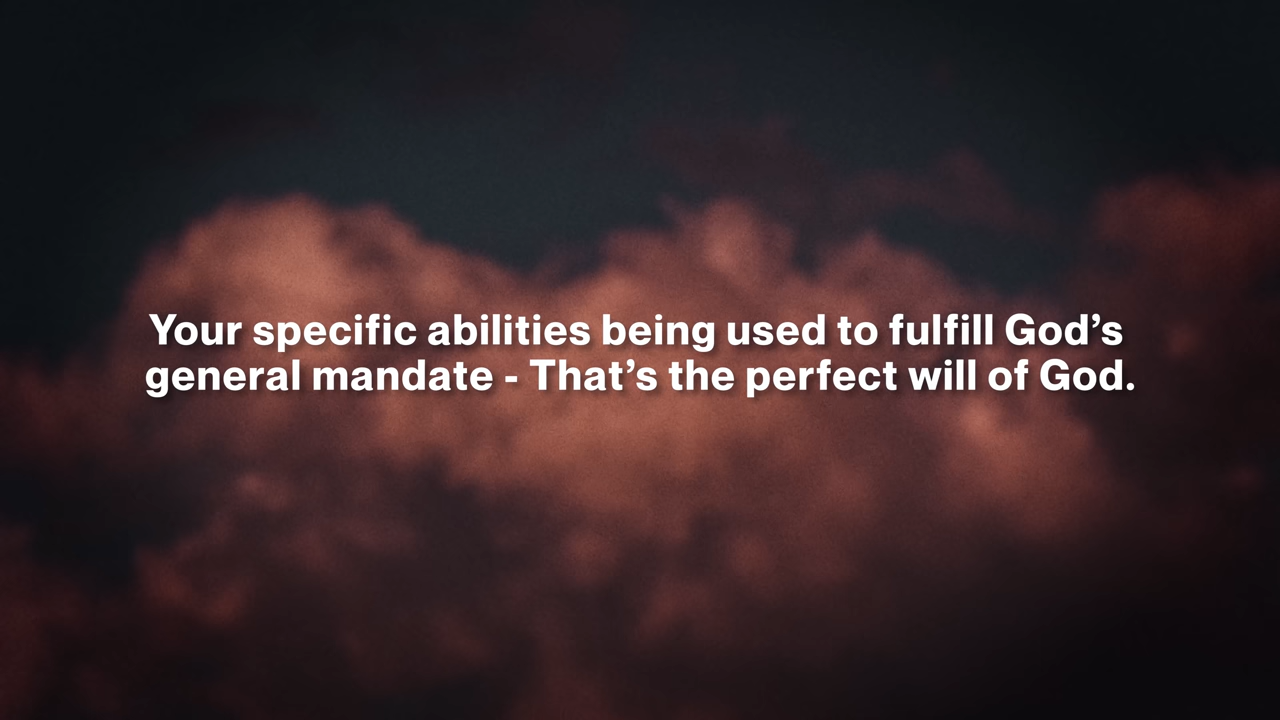 Your specific abilities being used to fulfill God’s
general mandate - That’s the perfect will of God.